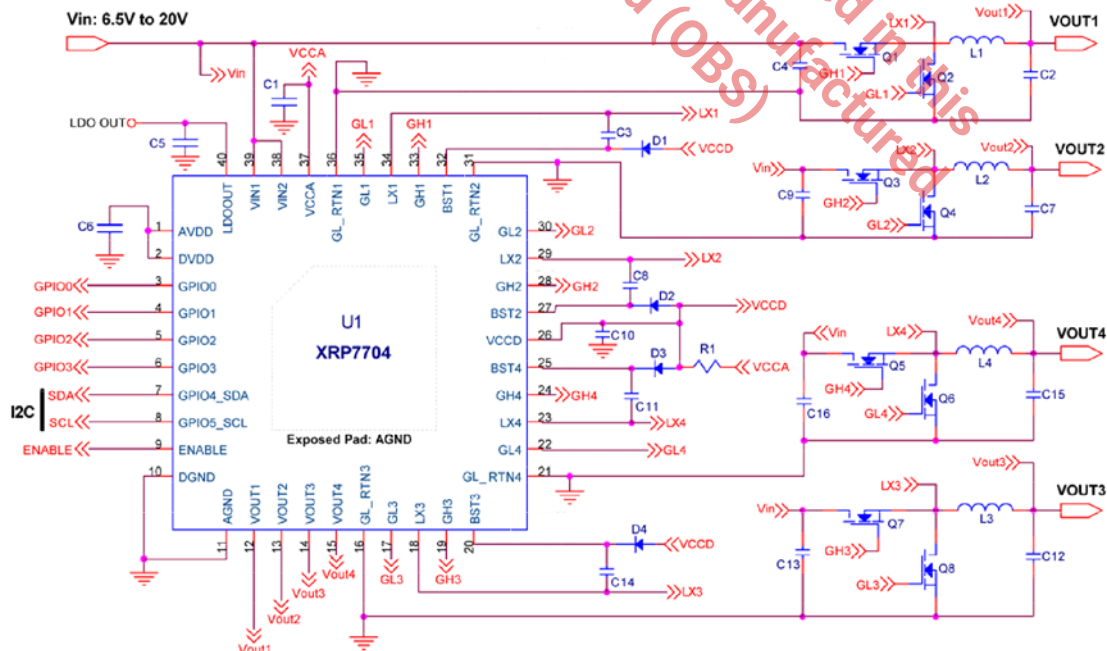 Vin: 6.5V to 20V
Vin
VCCA
C1
LDO OUT
C5
GL1
GH1
LX1
C3
D1
VCCD
C4
GH1
Q1
LX1
GL1
Q2
L1
Vout1
C2
VOUT1
ed in this
manufactured
d (OBS)
40
39
38
37
36
35
34
33
32
31
LDOOUT
VIN1
VIN2
VCCA
GL_RTN1
GL1
LX1
GH1
BST1
GL_RTN2
Vin
C9
GH2
Q3
LX2
GL2
Q4
L2
Vout2
C7
VOUT2
C6
1 AVDD
2 DVDD
GPIO0 3 GPIO0
GPIO1 4 GPIO1
GPIO2 5 GPIO2
GPIO3 6 GPIO3
I2C
SDA 7 GPIO4_SDA
SCL 8 GPIO5_SCL
ENABLE 9 ENABLE
10 DGND
U1
XRP7704
Exposed Pad: AGND
GL2 30 GL2
LX2 29 LX2
C8
GH2 28 GH2
BST2 27
D2
VCCD
VCCD 26
C10
BST4 25
D3
R1
VCCA
GH4 24 GH4
C11
LX4 23 LX4
GL4 22 GL4
GL_RTN4 21
Vin
C16
GH4
Q5
LX4
GL4
Q6
L4
Vout4
C15
VOUT4
AGND
VOUT1
VOUT2
VOUT3
VOUT4
GL_RTN3
GL3
LX3
GH3
BST3
11
12
13
14
15
16
17
18
19
20
Vout1
Vout2
Vout3
Vout4
GL3
GH3
D4
VCCD
C14
LX3
Vin
C13
GH3
Q7
LX3
GL3
Q8
L3
Vout3
C12
VOUT3